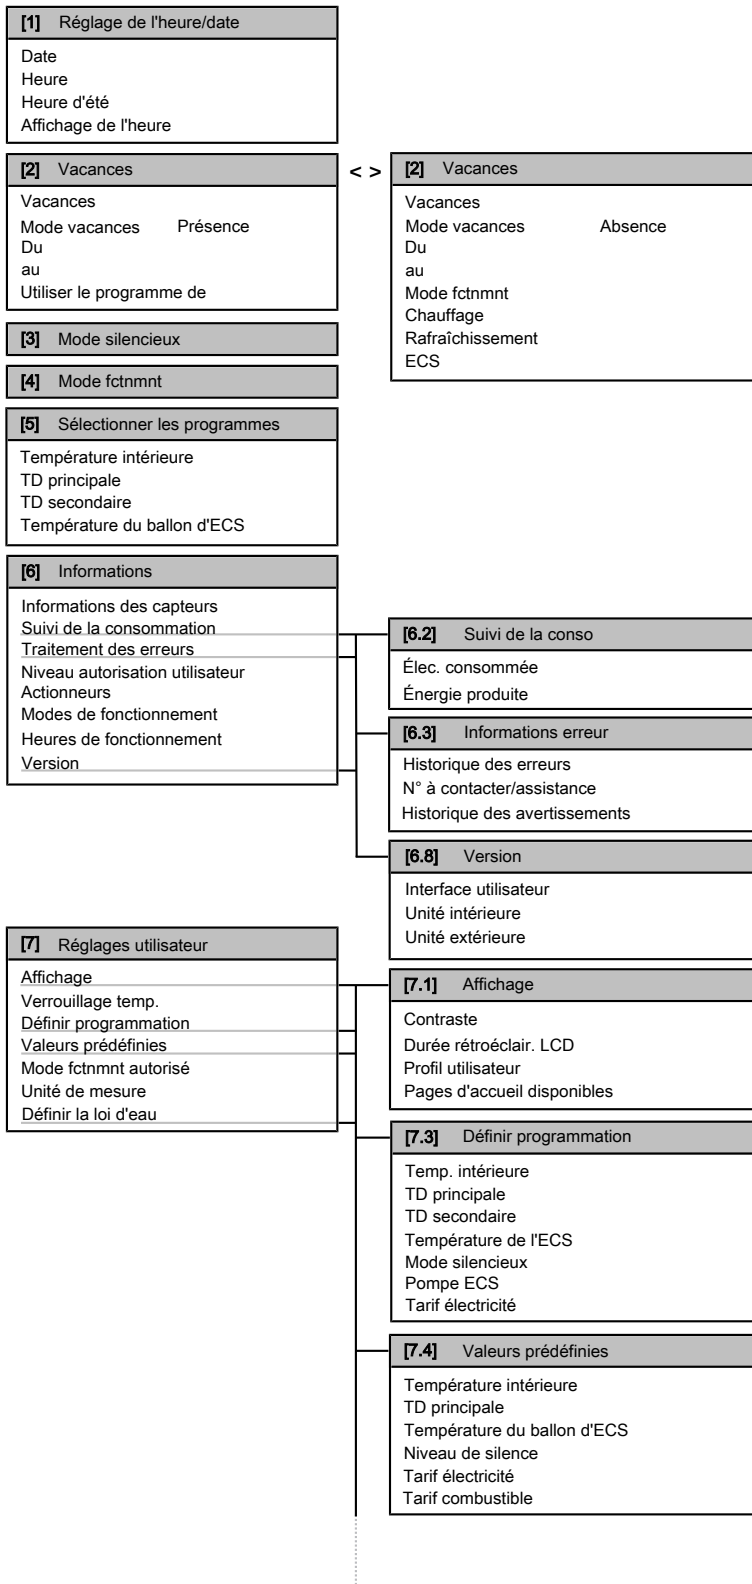 [1] Réglage de l'heure/date
Date
Heure
Heure d'été
Affichage de l'heure
[2] Vacances
Vacances
Mode vacances Présence
Du
au
Utiliser le programme de
< >
[2] Vacances
Vacances
Mode vacances Absence
Du
au
Mode fctnmnt
Chauffage
Rafraîchissement
ECS
[3] Mode silencieux
[4] Mode fctnmnt
[5] Sélectionner les programmes
Température intérieure
TD principale
TD secondaire
Température du ballon d'ECS
[6] Informations
Informations des capteurs
Suivi de la consommation
Traitement des erreurs
Niveau autorisation utilisateur
Actionneurs
Modes de fonctionnement
Heures de fonctionnement
Version
[6.2] Suivi de la conso
Élec. consommée
Énergie produite
[6.3] Informations erreur
Historique des erreurs
N° à contacter/assistance
Historique des avertissements
[6.8] Version
Interface utilisateur
Unité intérieure
Unité extérieure
[7] Réglages utilisateur
Affichage
Verrouillage temp.
Définir programmation
Valeurs prédéfinies
Mode fctnmnt autorisé
Unité de mesure
Définir la loi d'eau
[7.1] Affichage
Contraste
Durée rétroéclair. LCD
Profil utilisateur
Pages d'accueil disponibles
[7.3] Définir programmation
Temp. intérieure
TD principale
TD secondaire
Température de l'ECS
Mode silencieux
Pompe ECS
Tarif électricité
[7.4] Valeurs prédéfinies
Température intérieure
TD principale
Température du ballon d'ECS
Niveau de silence
Tarif électricité
Tarif combustible